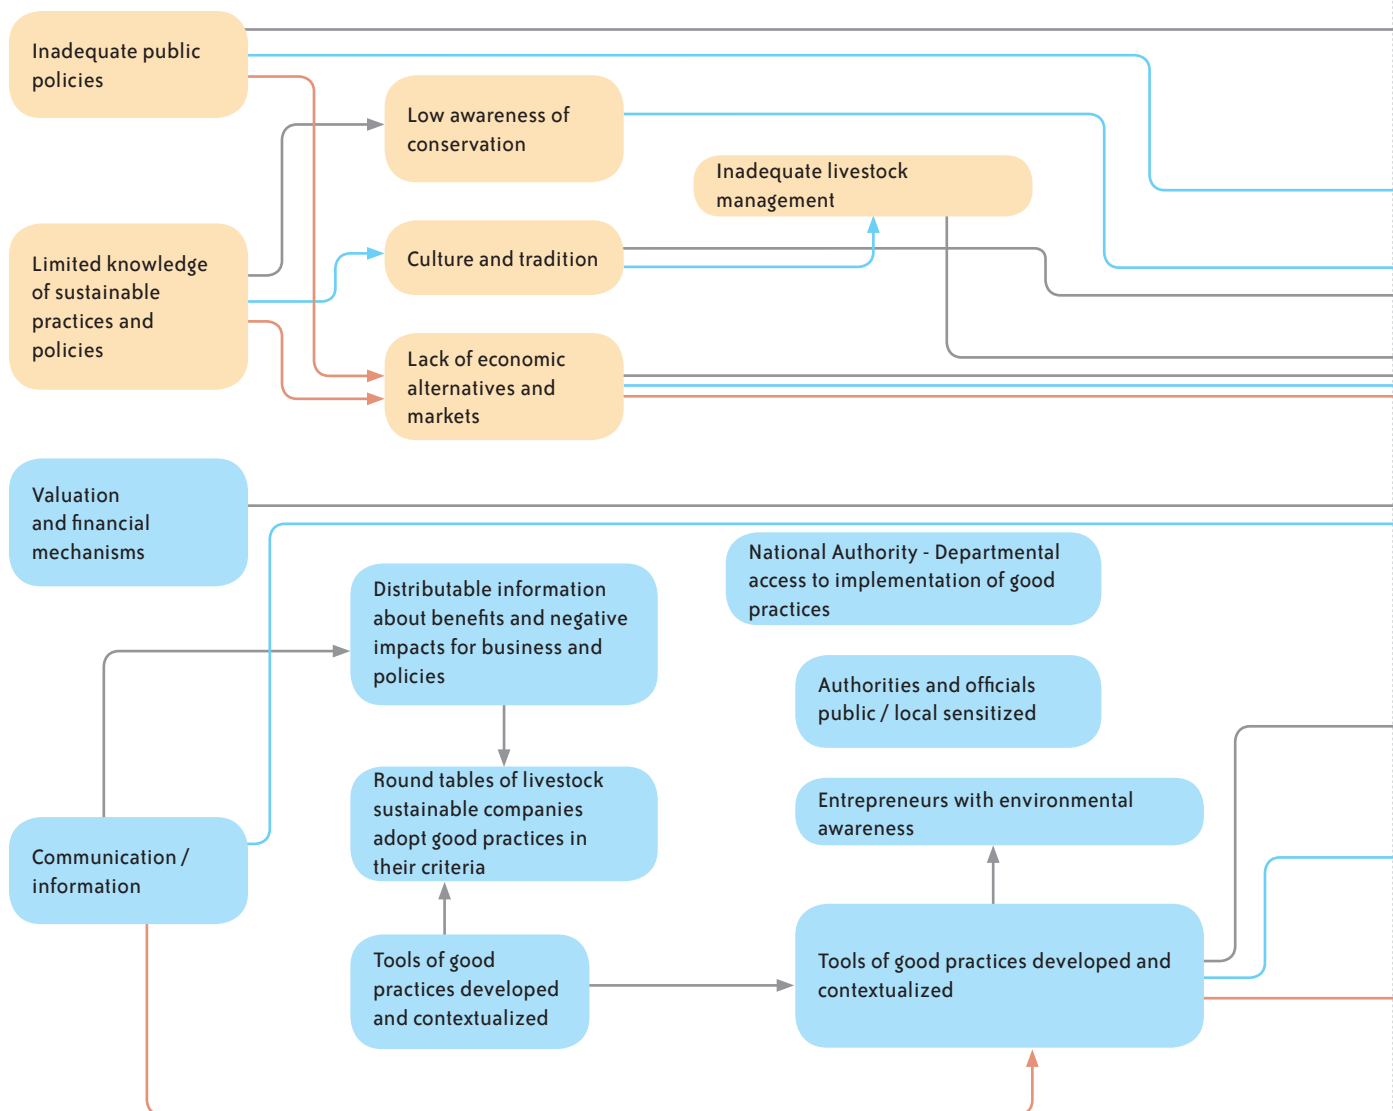 Inadequate public
policies
Low awareness of
conservation
Inadequate livestock
management
Limited knowledge
of sustainable
practices and
policies
Culture and tradition
Lack of economic
alternatives and
markets
Valuation
and financial
mechanisms
National Authority - Departmental
access to implementation of good
practices
Distributable information
about benefits and negative
impacts for business and
policies
Authorities and officials
public / local sensitized
Round tables of livestock
sustainable companies
adopt good practices in
their criteria
Entrepreneurs with environmental
awareness
Communication /
information
Tools of good
practices developed
and contextualized
Tools of good practices developed and
contextualized